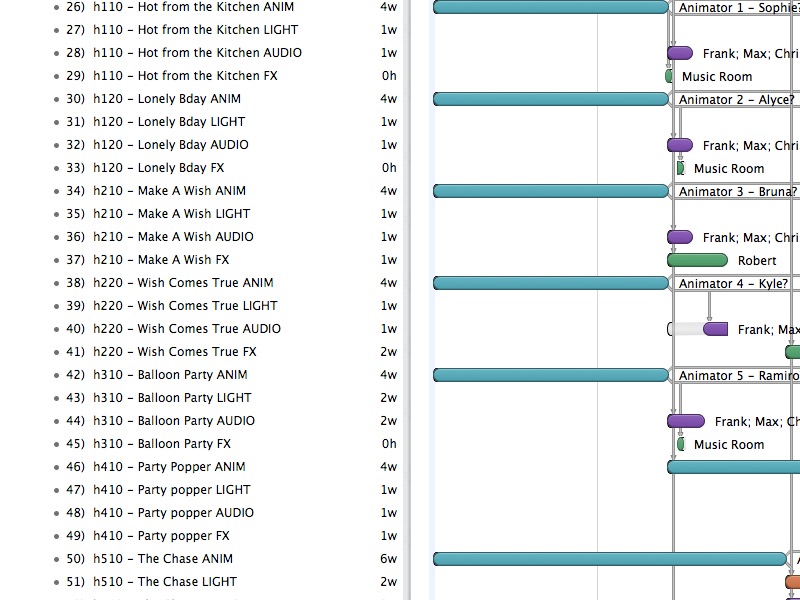 26) h110 – Hot from the Kitchen ANIM 4w Animator 1 – Sophie?
27) h110 – Hot from the Kitchen LIGHT 1w
28) h110 – Hot from the Kitchen AUDIO 1w Frank; Max; Chri
29) h110 – Hot from the Kitchen FX 0h Music Room
30) h120 – Lonely Bday ANIM 4w Animator 2 – Alyce?
31) h120 – Lonely Bday LIGHT 1w
32) h120 – Lonely Bday AUDIO 1w Frank; Max; Chri
33) h120 – Lonely Bday FX 0h Music Room
34) h210 – Make A Wish ANIM 4w Animator 3 – Bruna?
35) h210 – Make A Wish LIGHT 1w
36) h210 – Make A Wish AUDIO 1w Frank; Max; Chri
37) h210 – Make A Wish FX 1w Robert
38) h220 – Wish Comes True ANIM 4w Animator 4 – Kyle?
39) h220 – Wish Comes True LIGHT 1w
40) h220 – Wish Comes True AUDIO 1w Frank; Max
41) h220 – Wish Comes True FX 2w
42) h310 – Balloon Party ANIM 4w Animator 5 – Ramiro
43) h310 – Balloon Party LIGHT 2w
44) h310 – Balloon Party AUDIO 2w Frank; Max; Ch
45) h310 – Balloon Party FX 0h Music Room
46) h410 – Party Popper ANIM 4w
47) h410 – Party popper LIGHT 1w
48) h410 – Party popper AUDIO 1w
49) h410 – Party popper FX 1w
50) h510 – The Chase ANIM 6w
51) h510 – The Chase LIGHT 2w